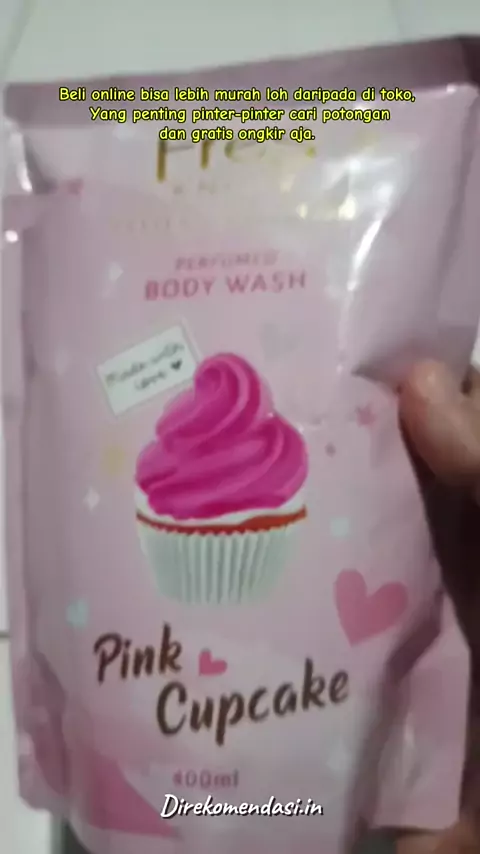 Beli online bisa lebih murah loh daripada di toko,
Yang penting pinter-pinter cari potongan
dan gratis ongkir aja.
PERFUMED
BODY WASH
Made with
love
Pink
Cupcake
400ml
Direkomendasi.in